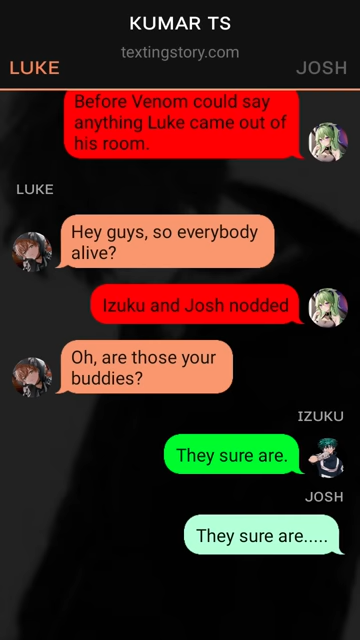 KUMAR TS
textingstory.com
LUKE
JOSH
Before Venom could say
anything Luke came out of
his room.
LUKE
Hey guys, so everybody
alive?
Izuku and Josh nodded
Oh, are those your
buddies?
IZUKU
They sure are.
JOSH
They sure are.....